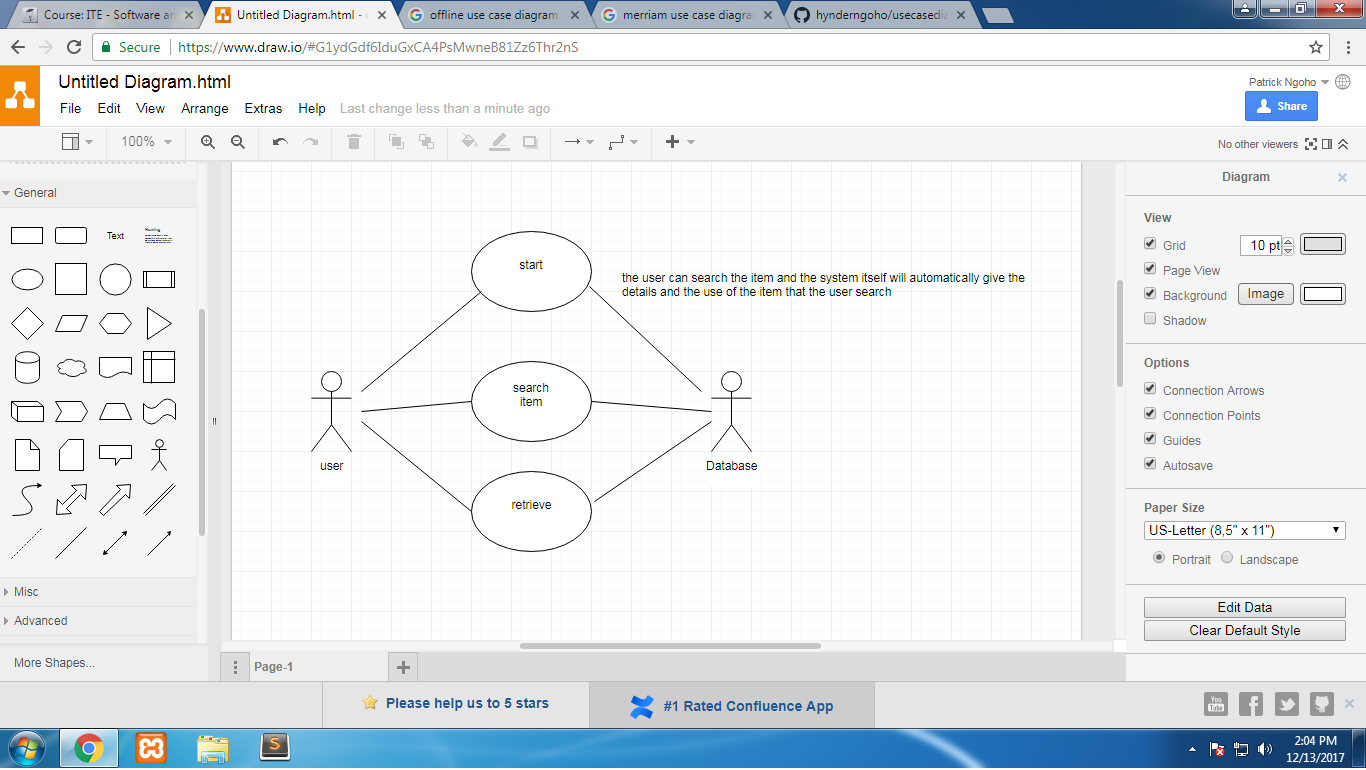 Course: ITE - Software an
Untitled Diagram.html - d
offline use case diagram
merriam use case diagra
hynderngoho/usecasedia
Secure
https://www.draw.io/#G1ydGdf6IduGxCA4PsMwneB81Zz6Thr2nS
Untitled Diagram.html
Patrick Ngoho
File Edit View Arrange Extras Help Last change less than a minute ago
Share
100%
No other viewers
General
Text
Heading
Misc
Advanced
More Shapes...
start
the user can search the item and the system itself will automatically give the
details and the use of the item that the user search
search
item
user
Database
retrieve
Diagram
View
Grid
10 pt
Page View
Background
Image
Shadow
Options
Connection Arrows
Connection Points
Guides
Autosave
Paper Size
US-Letter (8,5" x 11")
Portrait Landscape
Edit Data
Clear Default Style
Page-1
Please help us to 5 stars
#1 Rated Confluence App
You
Tube
2:04 PM
12/13/2017